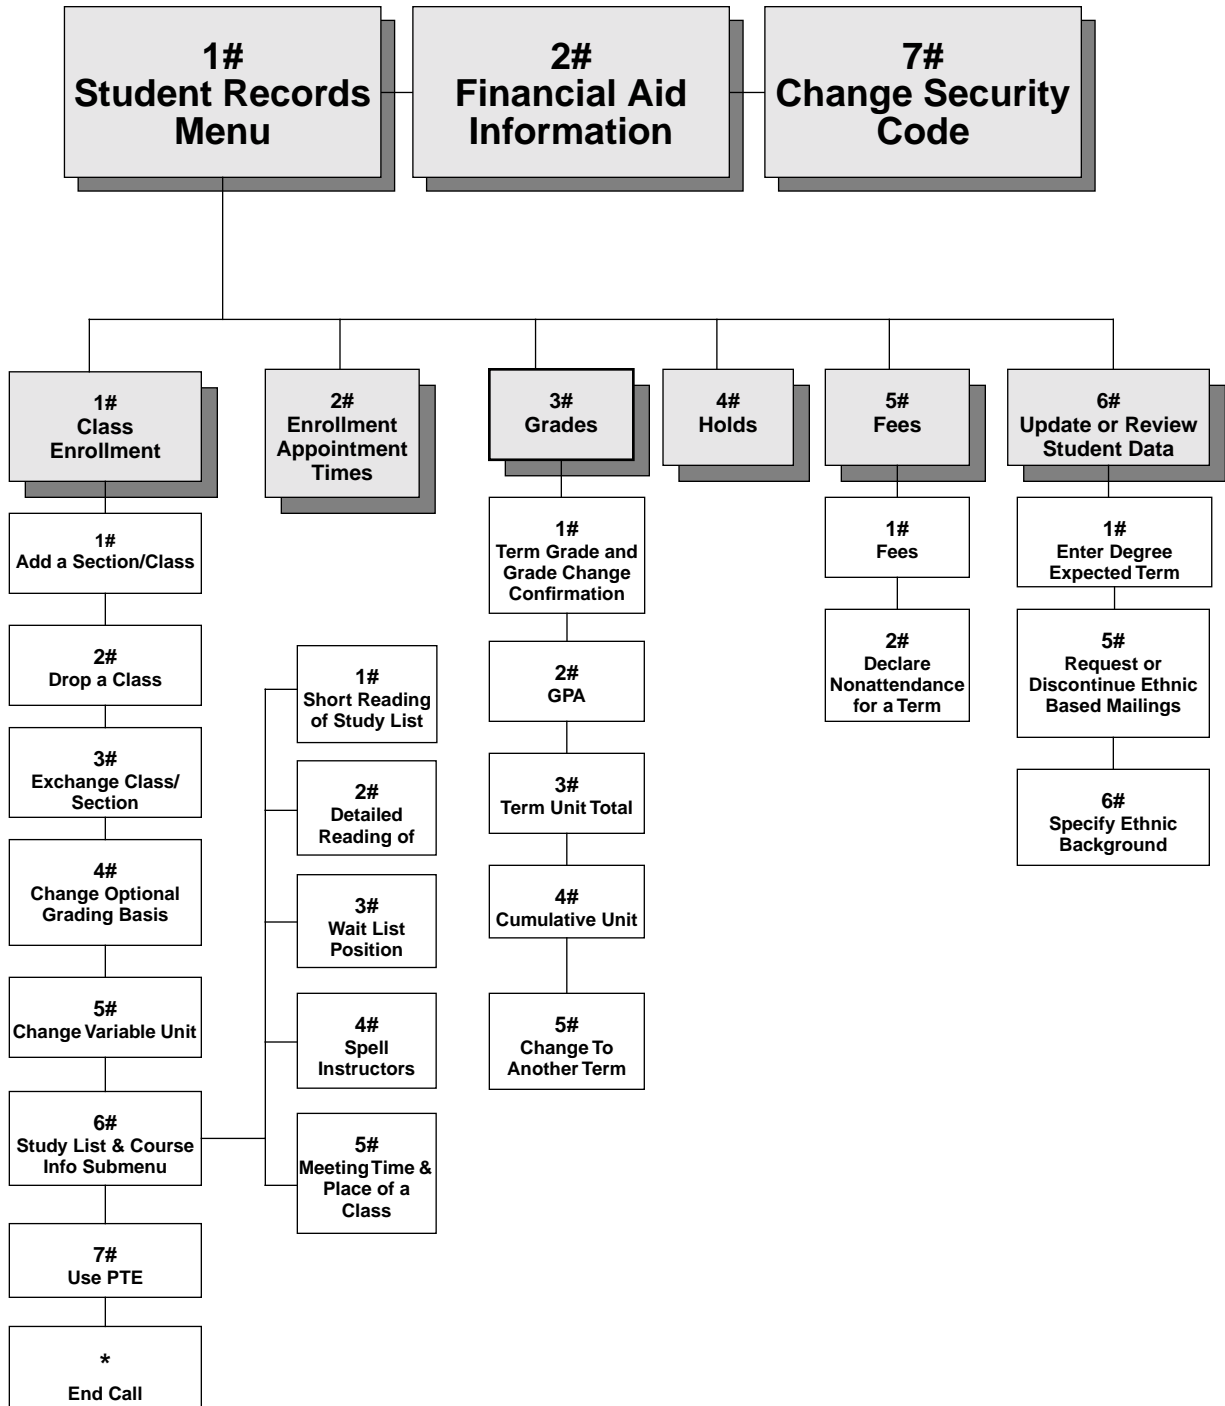 1#
Student Records
Menu
2#
Financial Aid
Information
7#
Change Security
Code
1#
Class
Enrollment
2#
Enrollment
Appointment
Times
3#
Grades
4#
Holds
5#
Fees
6#
Update or Review
Student Data
1#
Add a Section/Class
2#
Drop a Class
3#
Exchange Class/
Section
4#
Change Optional
Grading Basis
5#
Change Variable Unit
6#
Study List & Course
Info Submenu
7#
Use PTE
*
End Call
1#
Short Reading
of Study List
2#
Detailed
Reading of
3#
Wait List
Position
4#
Spell
Instructors
5#
Meeting Time &
Place of a
Class
1#
Term Grade and
Grade Change
Confirmation
2#
GPA
3#
Term Unit Total
4#
Cumulative Unit
5#
Change To
Another Term
1#
Fees
2#
Declare
Nonattendance
for a Term
1#
Enter Degree
Expected Term
5#
Request or
Discontinue Ethnic
Based Mailings
6#
Specify Ethnic
Background